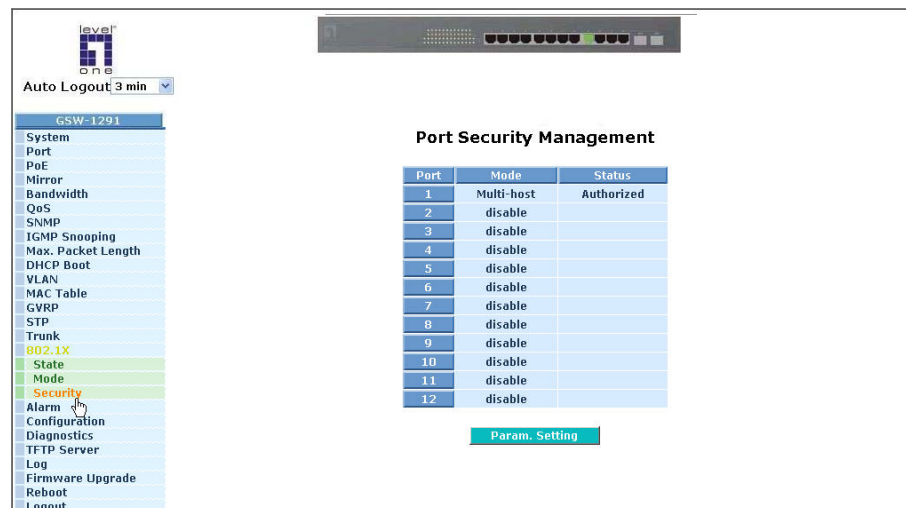 level
one
Auto Logout 3 min
GSW-1291
System
Port
PoE
Mirror
Bandwidth
QoS
SNMP
IGMP Snooping
Max. Packet Length
DHCP Boot
VLAN
MAC Table
GVRP
STP
Trunk
802.1X
State
Mode
Security
Alarm
Configuration
Diagnostics
TFTP Server
Log
Firmware Upgrade
Reboot
Logout
Port Security Management
Port Mode Status
1 Multi-host Authorized
2 disable
3 disable
4 disable
5 disable
6 disable
7 disable
8 disable
9 disable
10 disable
11 disable
12 disable
Param. Setting